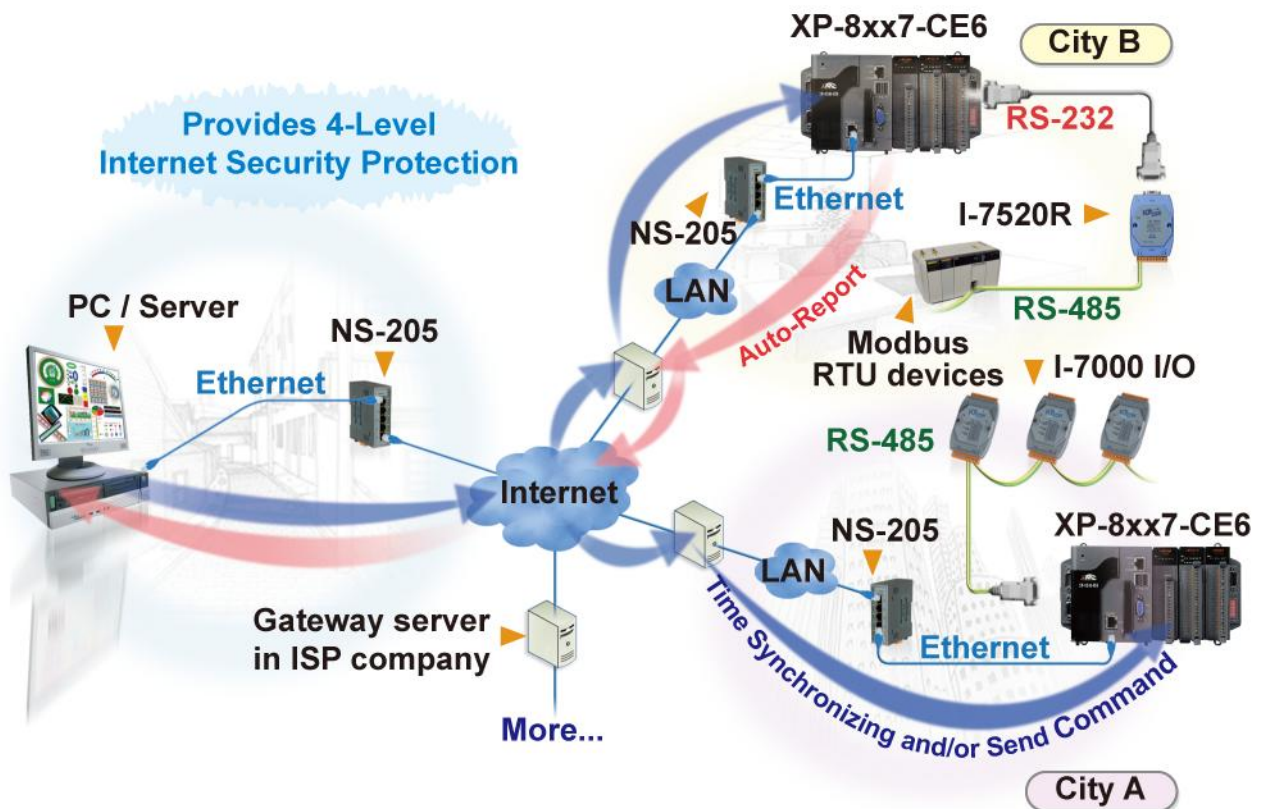 XP-8xx7-CE6
City B
Provides 4-Level
Internet Security Protection
RS-232
Ethernet
NS-205
I-7520R
LAN
RS-485
PC / Server
NS-205
Auto-Report
Modbus
RTU devices
I-7000 I/O
Ethernet
RS-485
Internet
NS-205
XP-8xx7-CE6
LAN
Gateway server
in ISP company
Ethernet
Time Synchronizing and/or Send Command
More...
City A